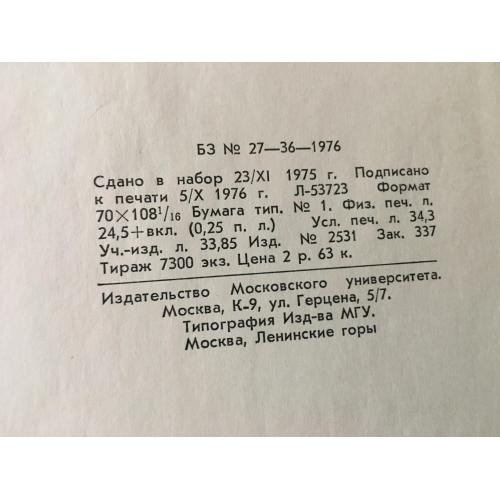 БЗ № 27—36—1976
Сдано в набор 23/XI 1975 г. Подписано
к печати 5/X 1976 г. Л-53723 Формат
70×108¹/₁₆ Бумага тип. № 1. Физ. печ. л.
24,5+вкл. (0,25 п. л.) Усл. печ. л. 34,3
Уч.-изд. л. 33,85 Изд. № 2531 Зак. 337
Тираж 7300 экз. Цена 2 р. 63 к.
Издательство Московского университета.
Москва, К-9, ул. Герцена, 5/7.
Типография Изд-ва МГУ.
Москва, Ленинские горы